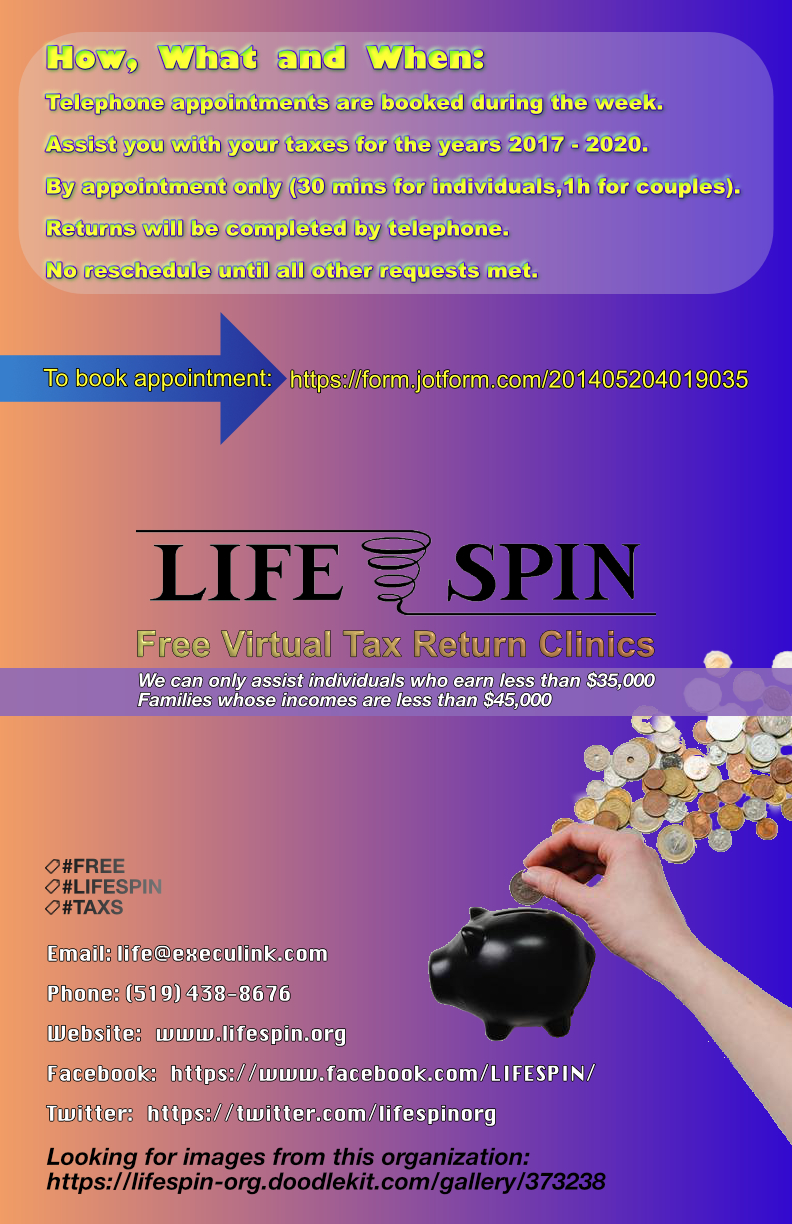 How, What and When:
Telephone appointments are booked during the week.
Assist you with your taxes for the years 2017 - 2020.
By appointment only (30 mins for individuals,1h for couples).
Returns will be completed by telephone.
No reschedule until all other requests met.
To book appointment: https://form.jotform.com/201405204019035
LIFE SPIN
Free Virtual Tax Return Clinics
We can only assist individuals who earn less than $35,000
Families whose incomes are less than $45,000
#FREE
#LIFESPIN
#TAXS
Email: life@execulink.com
Phone: (519) 438-8676
Website: www.lifespin.org
Facebook: https://www.facebook.com/LIFESPIN/
Twitter: https://twitter.com/lifespinorg
Looking for images from this organization:
https://lifespin-org.doodlekit.com/gallery/373238